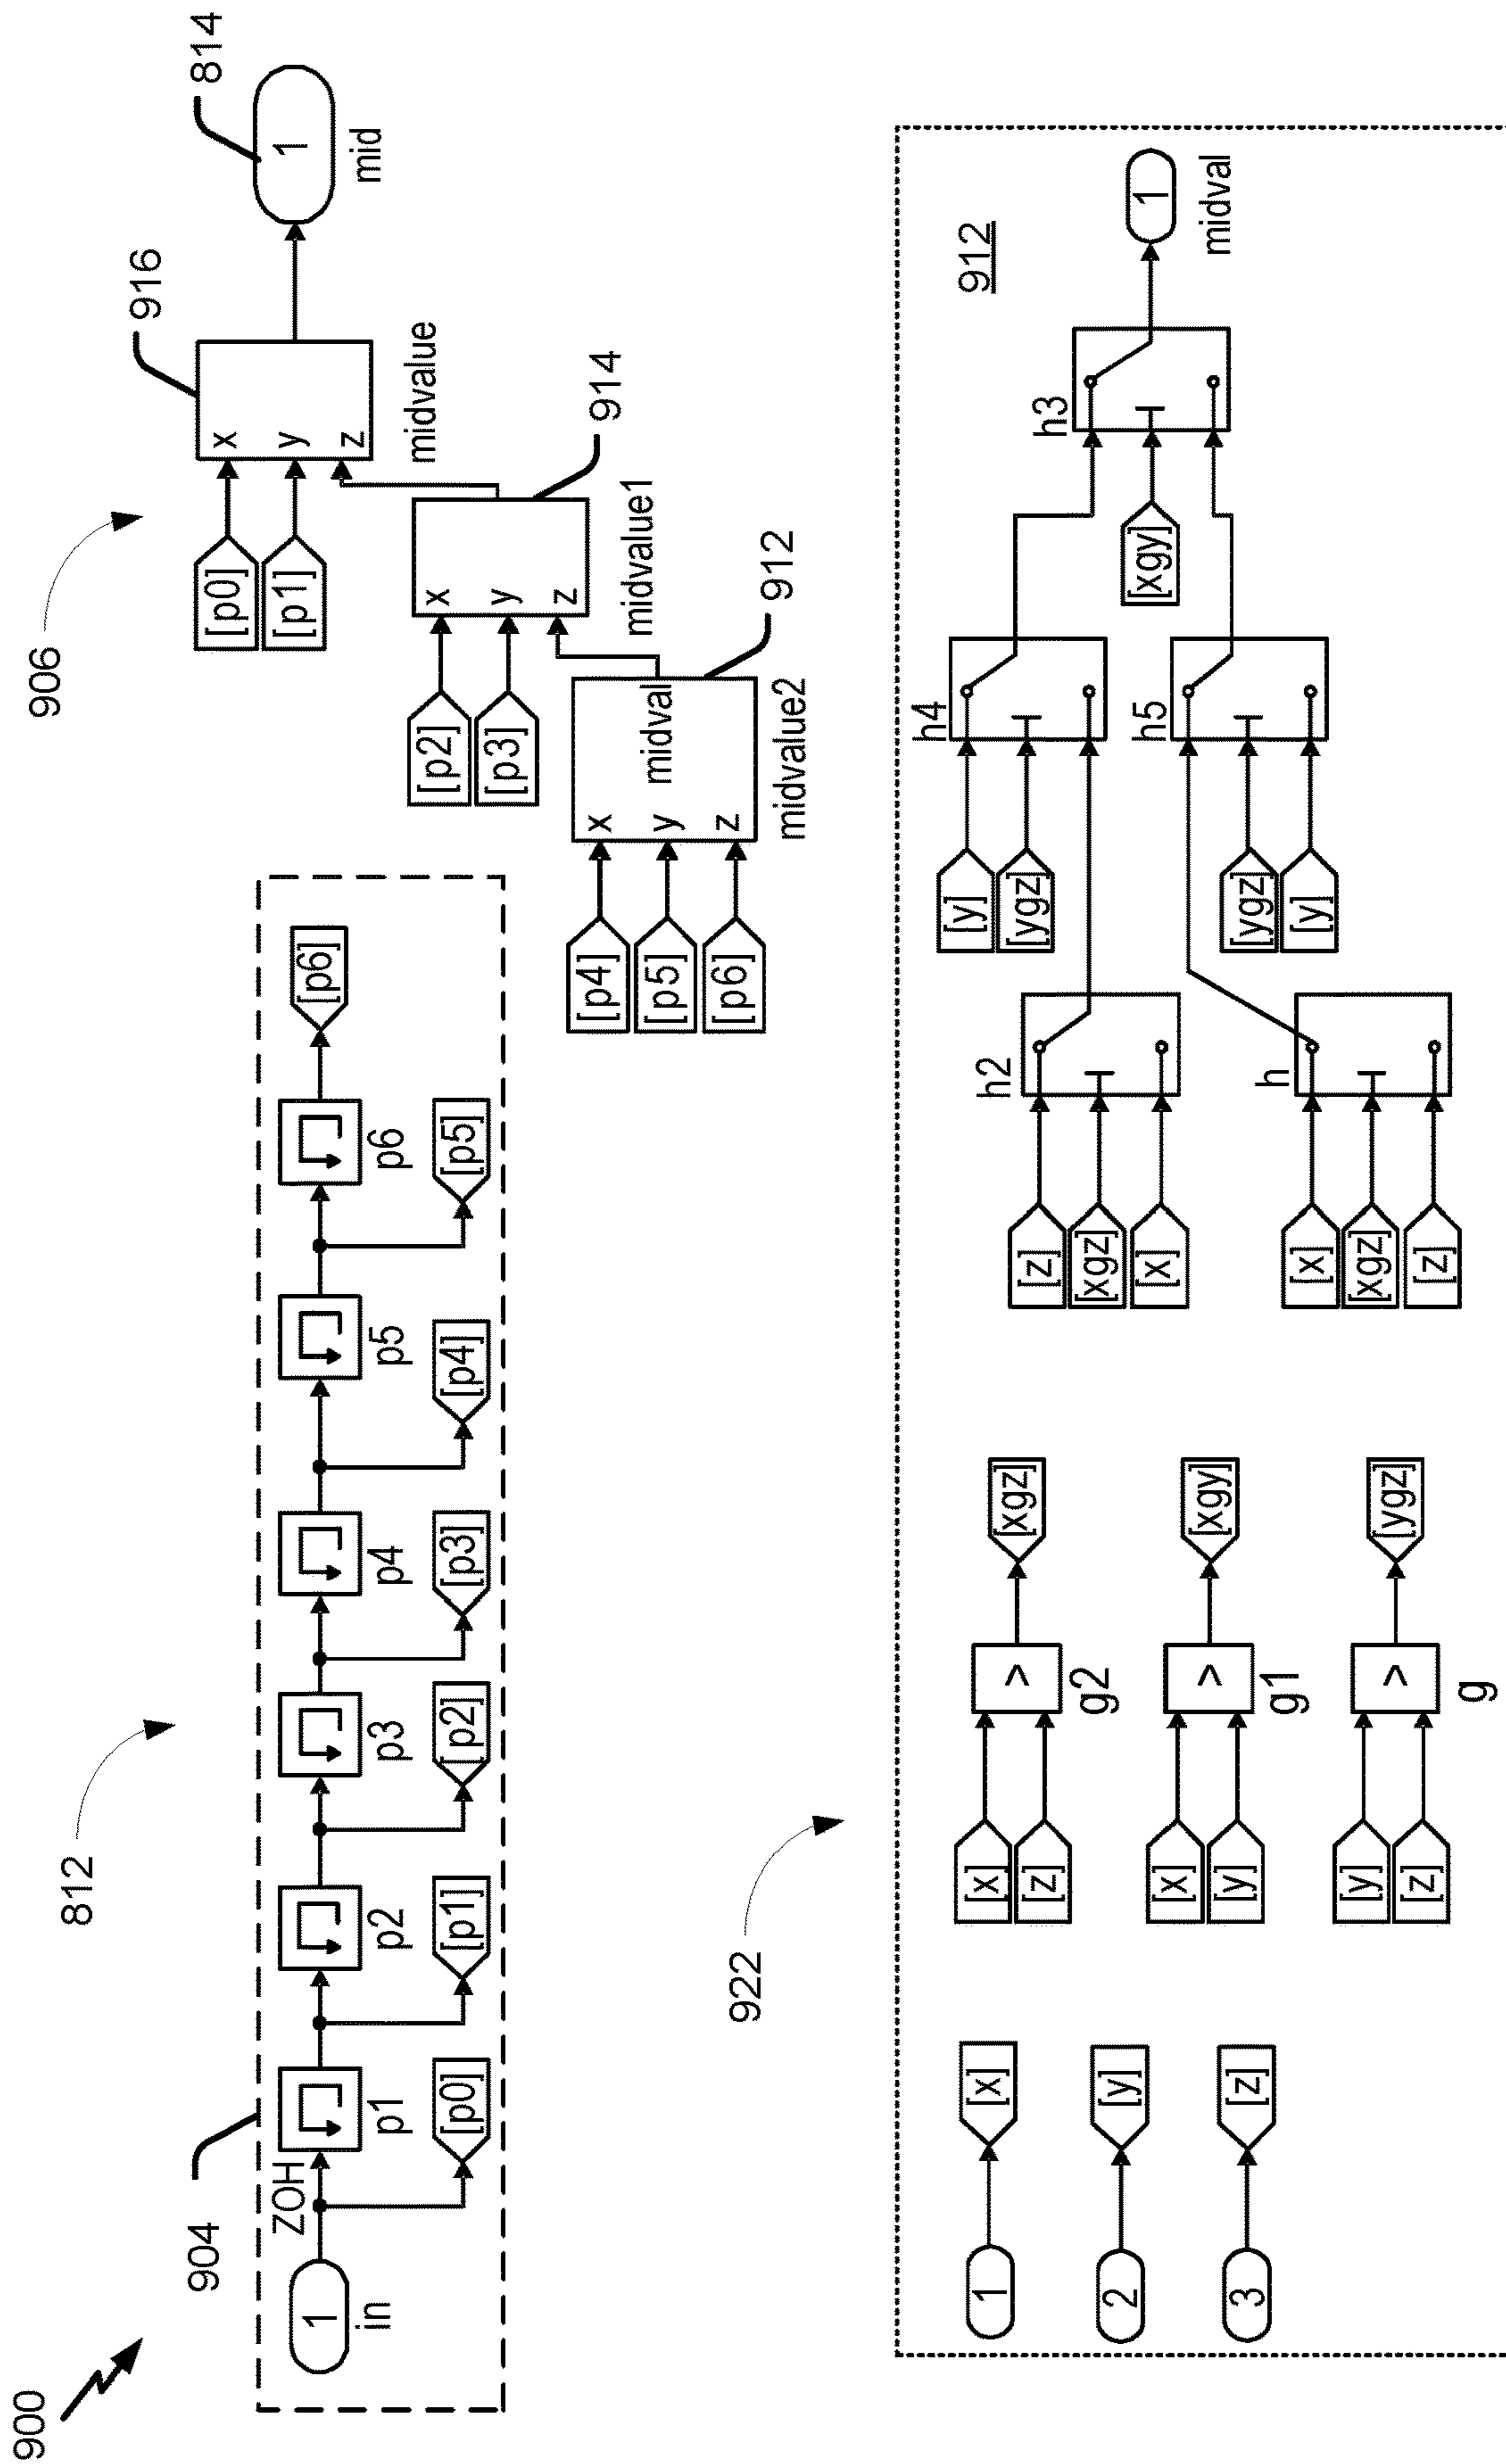 900
812
906
904
ZOH
1
in
p1
p2
p3
p4
p5
p6
[p0]
[p1]
[p2]
[p3]
[p4]
[p5]
[p6]
[p0]
[p1]
x
y
z
916
midvalue
1
814
mid
[p2]
[p3]
x
y
z
914
midvalue1
[p4]
[p5]
[p6]
x
y
z
midval
912
midvalue2
922
912
1
[x]
2
[y]
3
[z]
[x]
[z]
>
g2
[xgz]
[x]
[y]
>
g1
[xgy]
[y]
[z]
>
g
[ygz]
[z]
[xgz]
[x]
h2
[x]
[xgz]
[z]
h
[y]
[ygz]
h4
[ygz]
[y]
h5
[xgy]
h3
1
midval